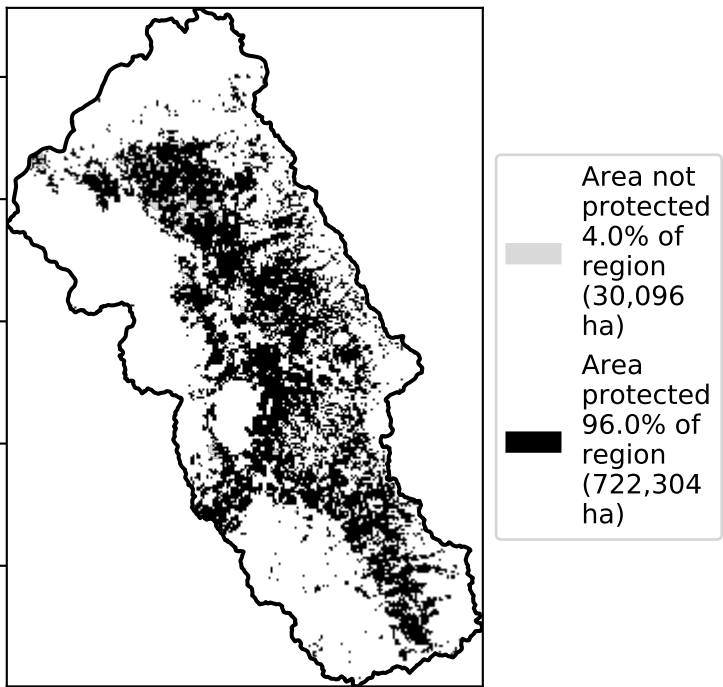 Area not
protected
4.0% of
region
(30,096
ha)
Area
protected
96.0% of
region
(722,304
ha)